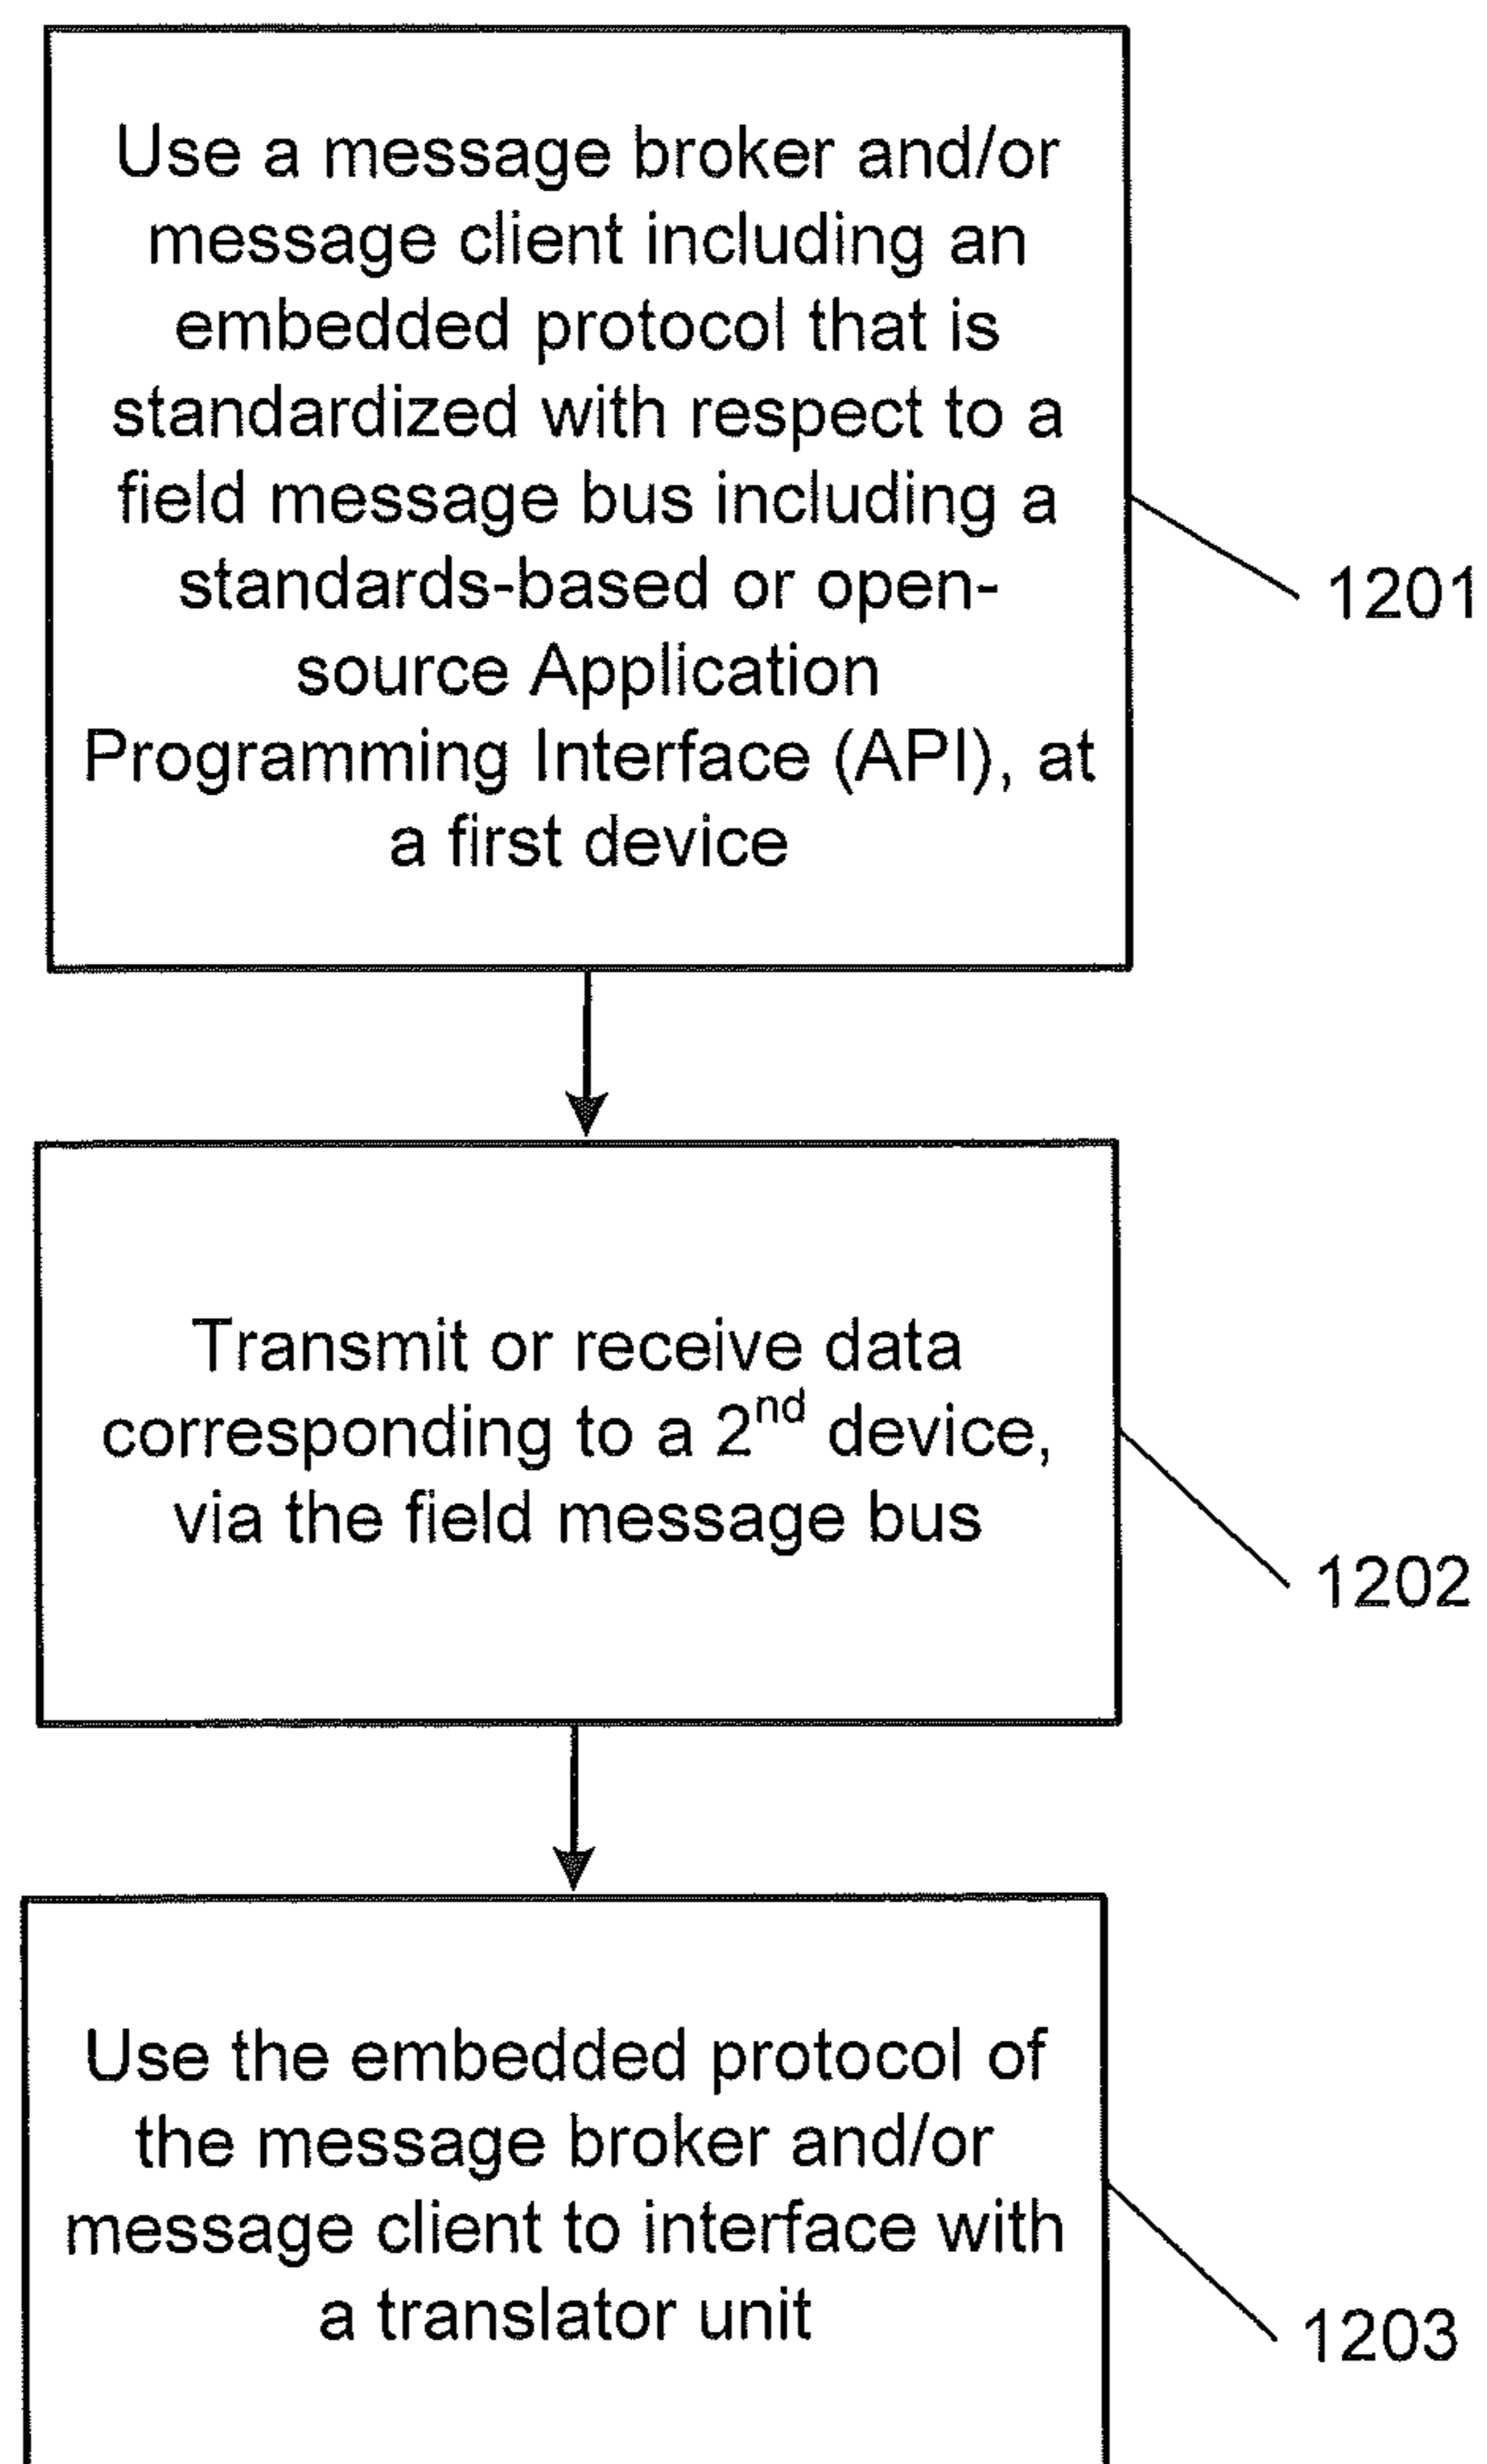 Use a message broker and/or
message client including an
embedded protocol that is
standardized with respect to a
field message bus including a
standards-based or open-
source Application
Programming Interface (API), at
a first device
1201
Transmit or receive data
corresponding to a 2nd device,
via the field message bus
1202
Use the embedded protocol of
the message broker and/or
message client to interface with
a translator unit
1203